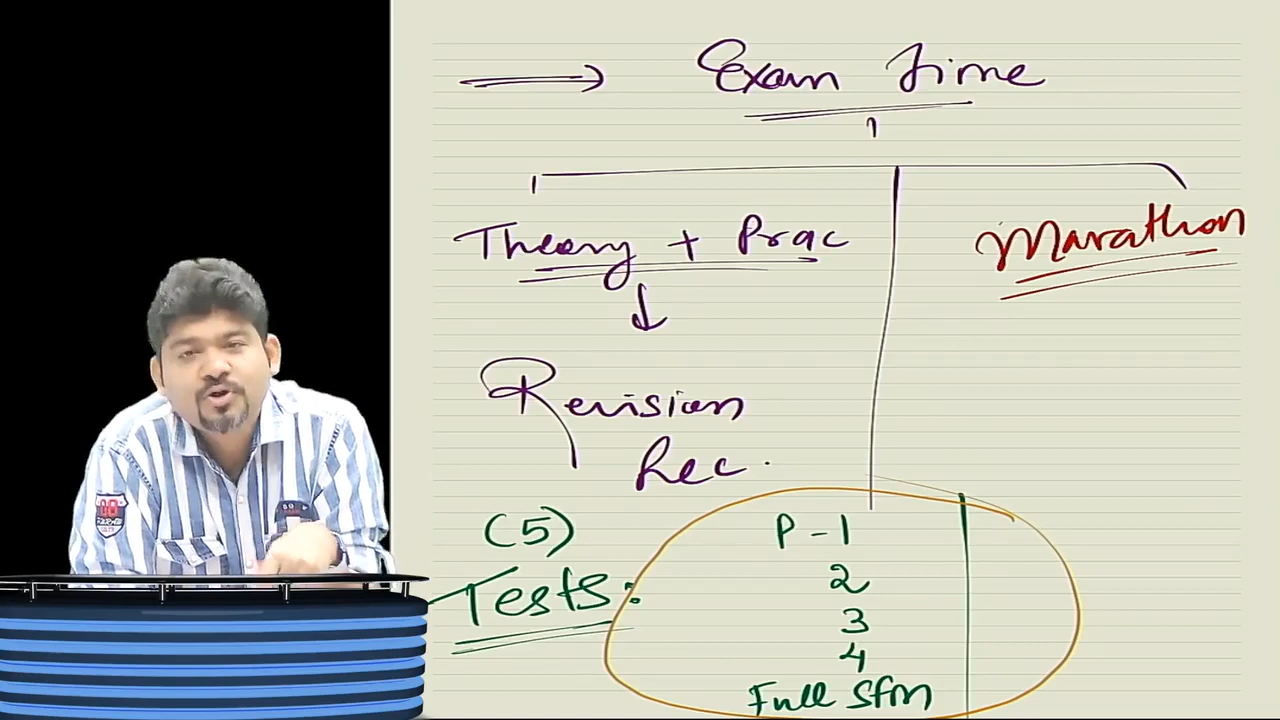 Exam Time
Theory + Prac
Marathon
Revision
Rec.
(5)
Tests:
P-1
2
3
4
Full Sfm